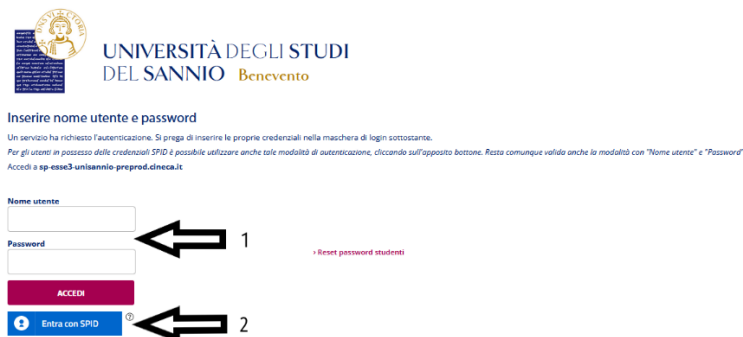 UNIVERSITÀ DEGLI STUDI
DEL SANNIO Benevento
Inserire nome utente e password
Un servizio ha richiesto l'autenticazione. Si prega di inserire le proprie credenziali nella maschera di login sottostante.
Per gli utenti in possesso delle credenziali SPID è possibile utilizzare anche tale modalità di autenticazione, cliccando sull'apposito bottone. Resta comunque valida anche la modalità con "Nome utente" e "Password"
Accedi a sp-esse3-unisannio-preprod.cineca.it
Nome utente
1
Password
› Reset password studenti
ACCEDI
Entra con SPID ? 2